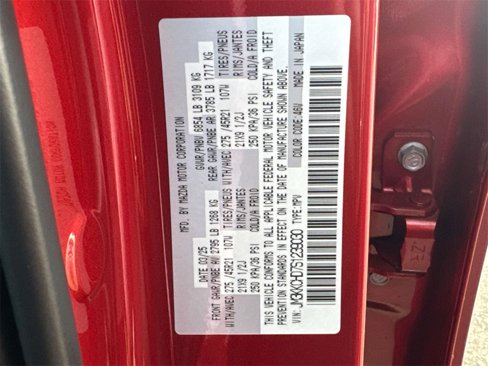 MFD. BY MAZDA MOTOR CORPORATION
DATE: 03/25 GVWR/PNBV 6854 LB 3109 KG
FRONT GAWR/PNBE AV 2795 LB 1268 KG REAR GAWR/PNBE AR 3785 LB 1717 KG
WITH/AVEC 275 /45R21 107W TIRES/PNEUS WITH/AVEC 275 /45R21 107W TIRES/PNEUS
21X9 1/2J RIMS/JANTES 21X9 1/2J RIMS/JANTES
250 KPA/36 PSI COLD/A FROID 250 KPA/36 PSI COLD/A FROID
THIS VEHICLE CONFORMS TO ALL APPLICABLE FEDERAL MOTOR VEHICLE SAFETY AND THEFT
PREVENTION STANDARDS IN EFFECT ON THE DATE OF MANUFACTURE SHOWN ABOVE.
VIN: JM3KKCHD7S1239030 TYPE:MPV COLOR CODE:46V MADE IN JAPAN